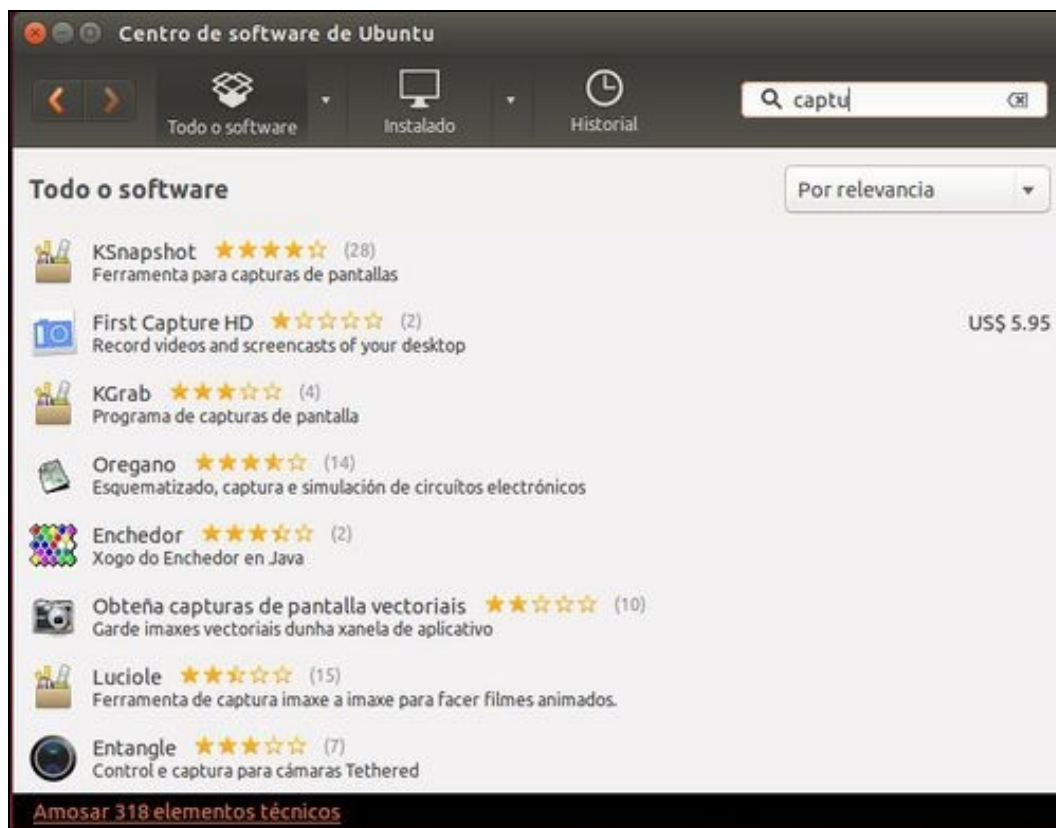 Centro de software de Ubuntu
Todo o software
Instalado
Historial
captu
Todo o software
Por relevancia
KSnapshot (28)
Ferramenta para capturas de pantallas
First Capture HD (2)
US$ 5.95
Record videos and screencasts of your desktop
KGrab (4)
Programa de capturas de pantalla
Oregano (14)
Esquematizado, captura e simulación de circuítos electrónicos
Enchedor (2)
Xogo do Enchedor en Java
Obteña capturas de pantalla vectoriais (10)
Garde imaxes vectoriais dunha xanela de aplicativo
Luciole (15)
Ferramenta de captura imaxe a imaxe para facer filmes animados.
Entangle (7)
Control e captura para cámaras Tethered
Amosar 318 elementos técnicos